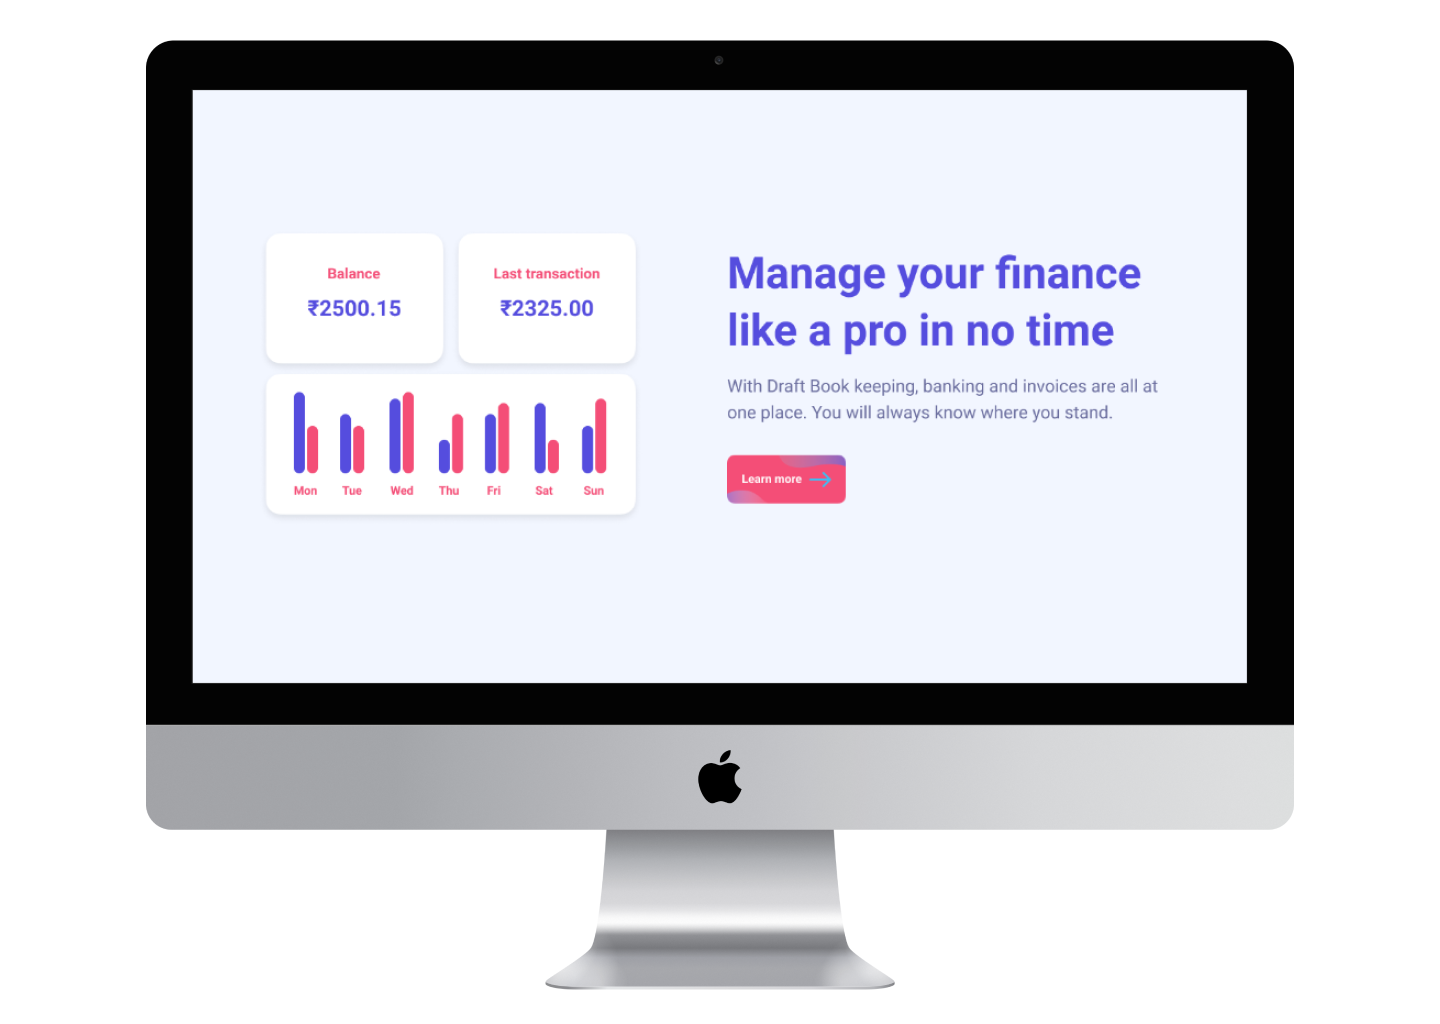 Balance
₹2500.15
Last transaction
₹2325.00
Mon Tue Wed Thu Fri Sat Sun
Manage your finance
like a pro in no time
With Draft Book keeping, banking and invoices are all at
one place. You will always know where you stand.
Learn more